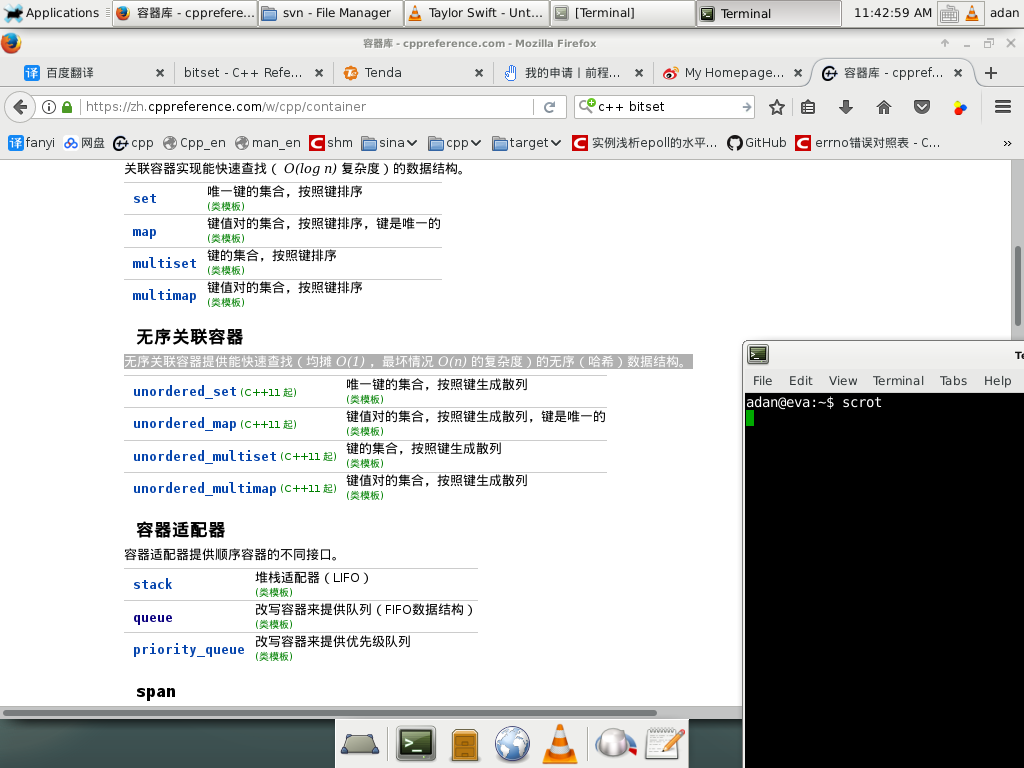 Applications 容器库 - cpprefere... svn - File Manager Taylor Swift - Unt... [Terminal] Terminal 11:42:59 AM adan
容器库 - cppreference.com - Mozilla Firefox
百度翻译 bitset - C++ Refe... Tenda 我的申请丨前程... My Homepage... 容器库 - cppref...
https://zh.cppreference.com/w/cpp/container c++ bitset
译 fanyi 网盘 cpp Cpp_en man_en shm sina cpp target 实例浅析epoll的水平... GitHub errno错误对照表 - C... »
关联容器实现能快速查找（ O(log n) 复杂度）的数据结构。
set 唯一键的集合，按照键排序
(类模板)
map 键值对的集合，按照键排序，键是唯一的
(类模板)
multiset 键的集合，按照键排序
(类模板)
multimap 键值对的集合，按照键排序
(类模板)
无序关联容器
无序关联容器提供能快速查找（均摊 O(1) ，最坏情况 O(n) 的复杂度）的无序（哈希）数据结构。
unordered_set (C++11 起) 唯一键的集合，按照键生成散列
(类模板)
unordered_map (C++11 起) 键值对的集合，按照键生成散列，键是唯一的
(类模板)
unordered_multiset (C++11 起) 键的集合，按照键生成散列
(类模板)
unordered_multimap (C++11 起) 键值对的集合，按照键生成散列
(类模板)
容器适配器
容器适配器提供顺序容器的不同接口。
stack 堆栈适配器（LIFO）
(类模板)
queue 改写容器来提供队列（FIFO数据结构）
(类模板)
priority_queue 改写容器来提供优先级队列
(类模板)
span
Te
File Edit View Terminal Tabs Help
adan@eva:~$ scrot